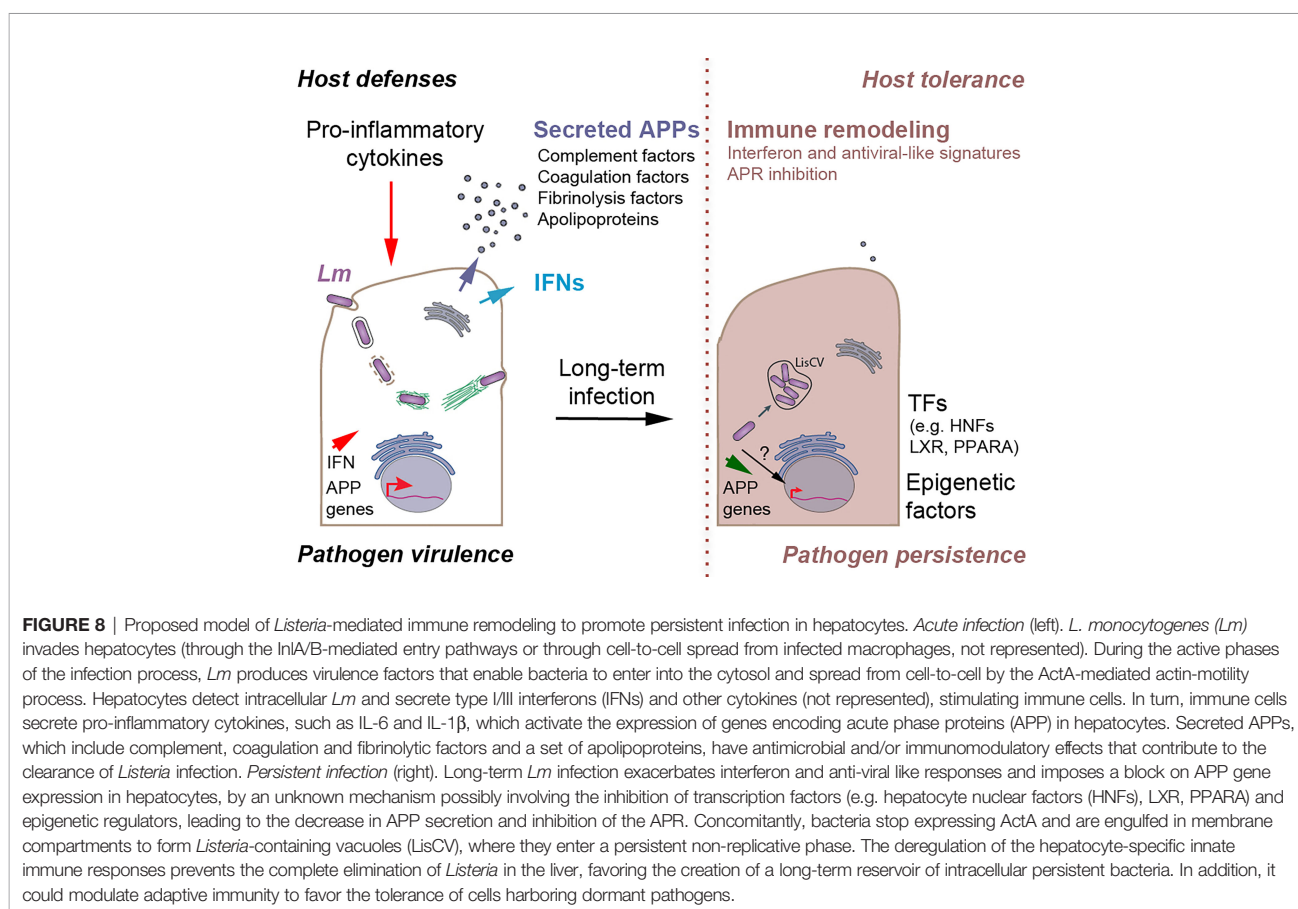 Host defenses
Host tolerance
Pro-inflammatory
cytokines
Secreted APPs
Complement factors
Coagulation factors
Fibrinolysis factors
Apolipoproteins
Immune remodeling
Interferon and antiviral-like signatures
APR inhibition
Lm
IFNs
Long-term
infection
LisCV
TFs
(e.g. HNFs
LXR, PPARA)
Epigenetic
factors
IFN
APP
genes
?
APP
genes
Pathogen virulence
Pathogen persistence
FIGURE 8 | Proposed model of Listeria-mediated immune remodeling to promote persistent infection in hepatocytes. Acute infection (left). L. monocytogenes (Lm)
invades hepatocytes (through the InlA/B-mediated entry pathways or through cell-to-cell spread from infected macrophages, not represented). During the active phases
of the infection process, Lm produces virulence factors that enable bacteria to enter into the cytosol and spread from cell-to-cell by the ActA-mediated actin-motility
process. Hepatocytes detect intracellular Lm and secrete type I/III interferons (IFNs) and other cytokines (not represented), stimulating immune cells. In turn, immune cells
secrete pro-inflammatory cytokines, such as IL-6 and IL-1β, which activate the expression of genes encoding acute phase proteins (APP) in hepatocytes. Secreted APPs,
which include complement, coagulation and fibrinolytic factors and a set of apolipoproteins, have antimicrobial and/or immunomodulatory effects that contribute to the
clearance of Listeria infection. Persistent infection (right). Long-term Lm infection exacerbates interferon and anti-viral like responses and imposes a block on APP gene
expression in hepatocytes, by an unknown mechanism possibly involving the inhibition of transcription factors (e.g. hepatocyte nuclear factors (HNFs), LXR, PPARA) and
epigenetic regulators, leading to the decrease in APP secretion and inhibition of the APR. Concomitantly, bacteria stop expressing ActA and are engulfed in membrane
compartments to form Listeria-containing vacuoles (LisCV), where they enter a persistent non-replicative phase. The deregulation of the hepatocyte-specific innate
immune responses prevents the complete elimination of Listeria in the liver, favoring the creation of a long-term reservoir of intracellular persistent bacteria. In addition, it
could modulate adaptive immunity to favor the tolerance of cells harboring dormant pathogens.